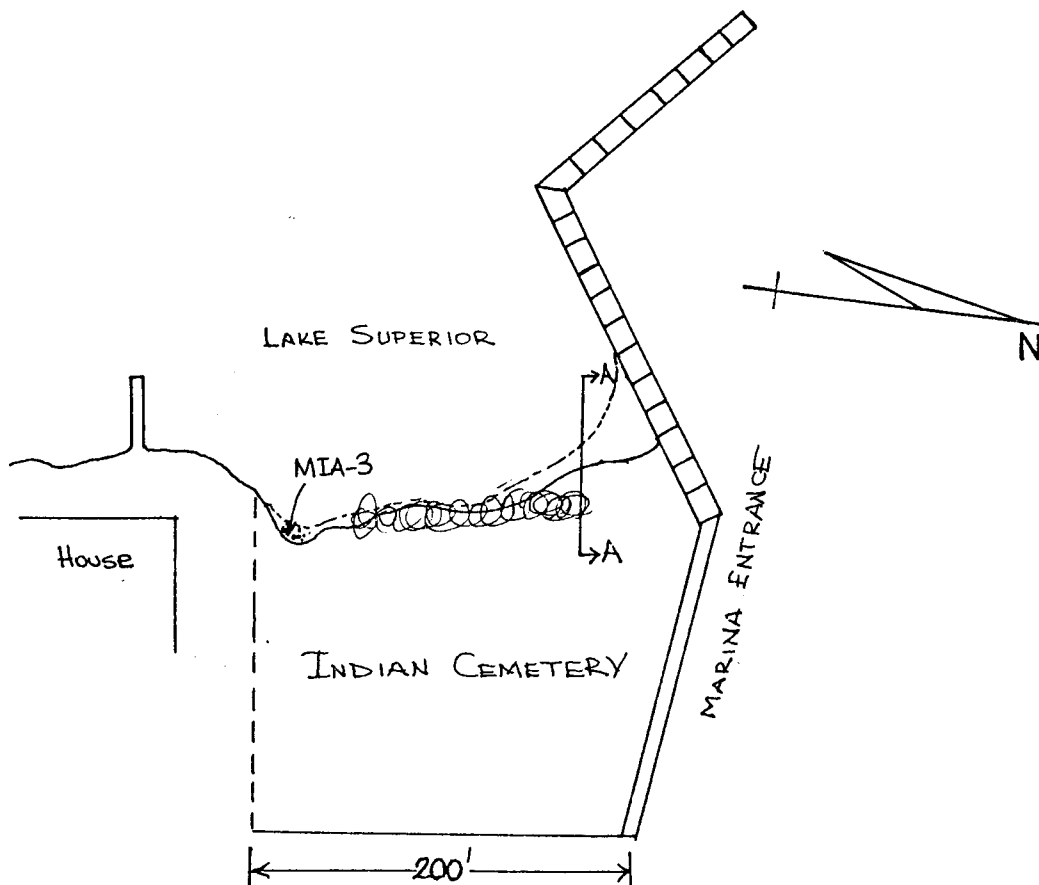 LAKE SUPERIOR
N
A
MIA-3
House
A
MARINA ENTRANCE
INDIAN CEMETERY
200'